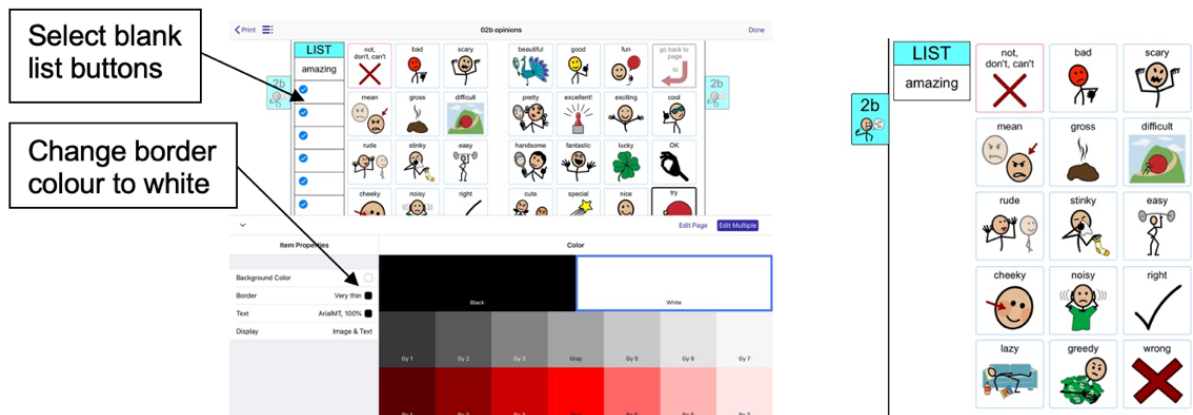 Select blank
list buttons
Change border
colour to white
Print
02b opinions
Done
LIST
amazing
2b
not,
don't, can't
bad
scary
beautiful
good
fun
go back to
page
to
2b
mean
gross
difficult
pretty
excellent!
exciting
cool
rude
stinky
easy
handsome
fantastic
lucky
OK
cheeky
noisy
right
cute
special
nice
try
Edit Page
Edit Multiple
Item Properties
Color
Background Color
Border
Very thin
Text
ArialMT, 100%
Display
Image & Text
Black
White
Gy 1
Gy 2
Gy 3
Gray
Gy 5
Gy 6
Gy 7
LIST
amazing
2b
not,
don't, can't
bad
scary
mean
gross
difficult
rude
stinky
easy
cheeky
noisy
right
lazy
greedy
wrong